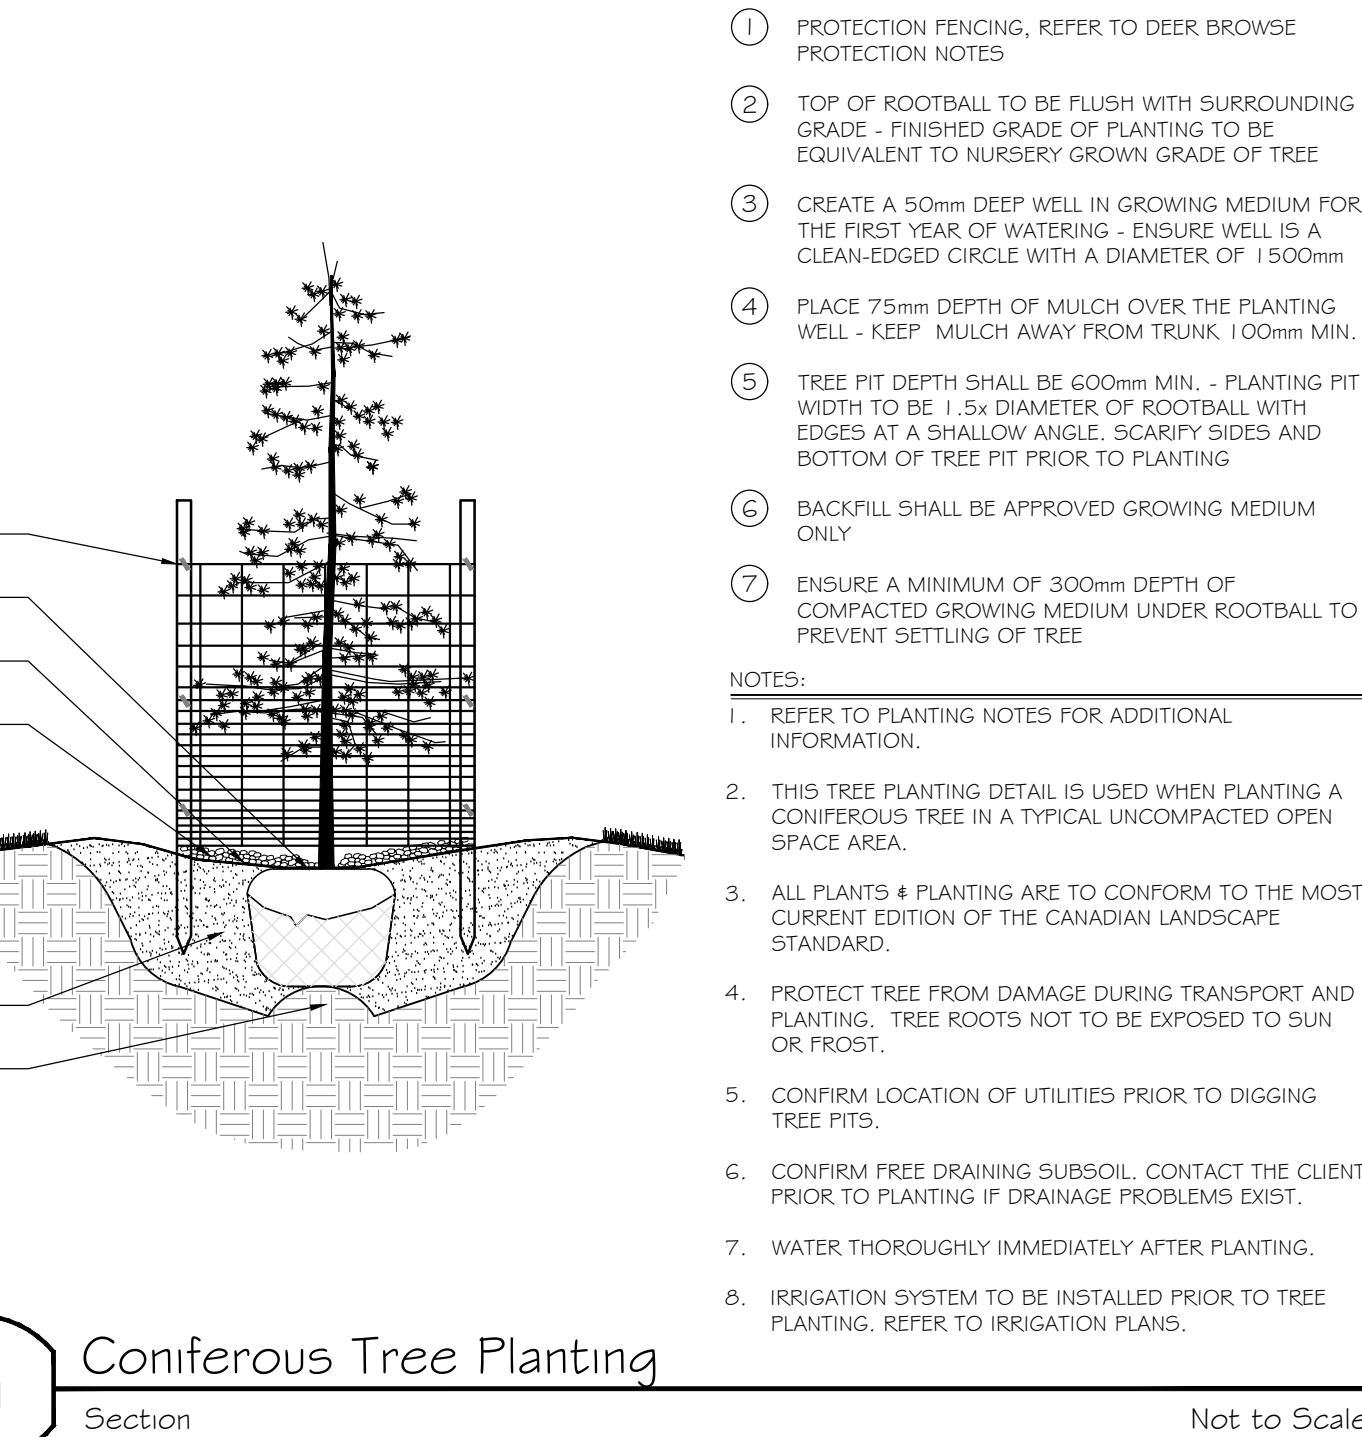 1 PROTECTION FENCING, REFER TO DEER BROWSE
PROTECTION NOTES
2 TOP OF ROOTBALL TO BE FLUSH WITH SURROUNDING
GRADE - FINISHED GRADE OF PLANTING TO BE
EQUIVALENT TO NURSERY GROWN GRADE OF TREE
3 CREATE A 50mm DEEP WELL IN GROWING MEDIUM FOR
THE FIRST YEAR OF WATERING - ENSURE WELL IS A
CLEAN-EDGED CIRCLE WITH A DIAMETER OF 1500mm
4 PLACE 75mm DEPTH OF MULCH OVER THE PLANTING
WELL - KEEP MULCH AWAY FROM TRUNK 100mm MIN.
5 TREE PIT DEPTH SHALL BE 600mm MIN. - PLANTING PIT
WIDTH TO BE 1.5x DIAMETER OF ROOTBALL WITH
EDGES AT A SHALLOW ANGLE. SCARIFY SIDES AND
BOTTOM OF TREE PIT PRIOR TO PLANTING
6 BACKFILL SHALL BE APPROVED GROWING MEDIUM
ONLY
7 ENSURE A MINIMUM OF 300mm DEPTH OF
COMPACTED GROWING MEDIUM UNDER ROOTBALL TO
PREVENT SETTLING OF TREE
NOTES:
1. REFER TO PLANTING NOTES FOR ADDITIONAL
INFORMATION.
2. THIS TREE PLANTING DETAIL IS USED WHEN PLANTING A
CONIFEROUS TREE IN A TYPICAL UNCOMPACTED OPEN
SPACE AREA.
3. ALL PLANTS & PLANTING ARE TO CONFORM TO THE MOST
CURRENT EDITION OF THE CANADIAN LANDSCAPE
STANDARD.
4. PROTECT TREE FROM DAMAGE DURING TRANSPORT AND
PLANTING. TREE ROOTS NOT TO BE EXPOSED TO SUN
OR FROST.
5. CONFIRM LOCATION OF UTILITIES PRIOR TO DIGGING
TREE PITS.
6. CONFIRM FREE DRAINING SUBSOIL. CONTACT THE CLIENT
PRIOR TO PLANTING IF DRAINAGE PROBLEMS EXIST.
7. WATER THOROUGHLY IMMEDIATELY AFTER PLANTING.
8. IRRIGATION SYSTEM TO BE INSTALLED PRIOR TO TREE
PLANTING. REFER TO IRRIGATION PLANS.
Coniferous Tree Planting
Section
Not to Scale